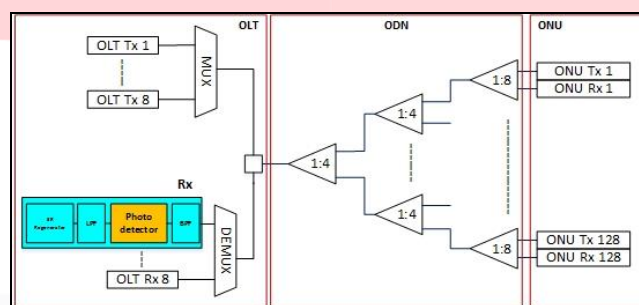 OLT
ODN
ONU
OLT Tx 1
OLT Tx 8
MUX
Rx
LPF
Photo
detector
BPF
OLT Rx 8
DEMUX
1:4
1:4
1:4
1:8
1:8
ONU Tx 1
ONU Rx 1
ONU Tx 128
ONU Rx 128